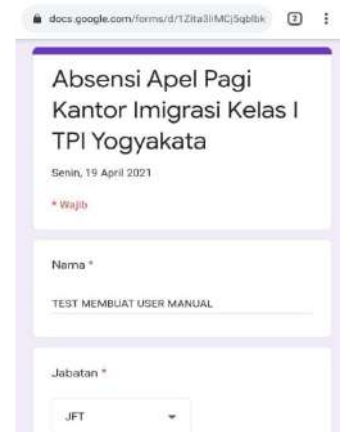 docs.google.com/forms/d/1Zita3IiMCj5qblbk
2
Absensi Apel Pagi
Kantor Imigrasi Kelas I
TPI Yogyakata
Senin, 19 April 2021
* Wajib
Nama *
TEST MEMBUAT USER MANUAL
Jabatan *
JFT